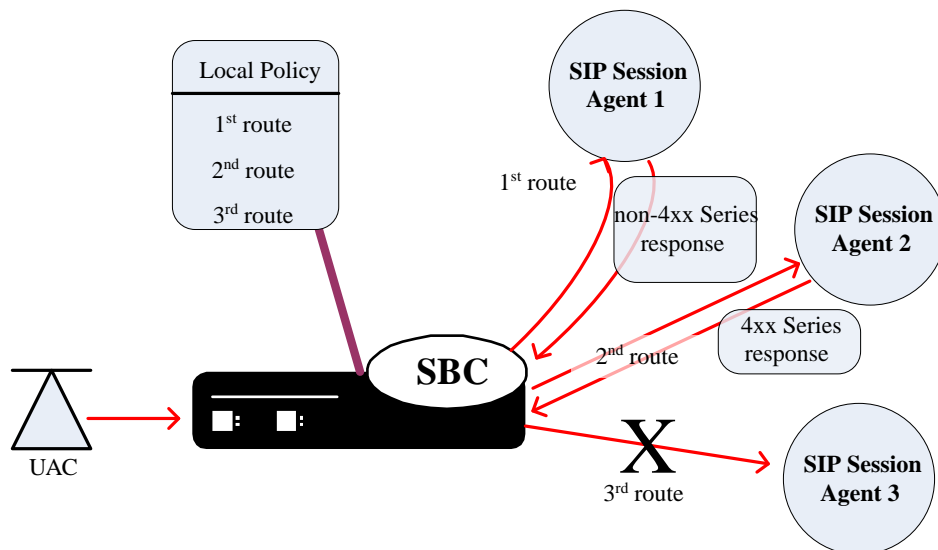 Local Policy
1st route
2nd route
3rd route
SIP Session
Agent 1
1st route
non-4xx Series
response
SIP Session
Agent 2
4xx Series
response
2nd route
SBC
UAC
X
3rd route
SIP Session
Agent 3